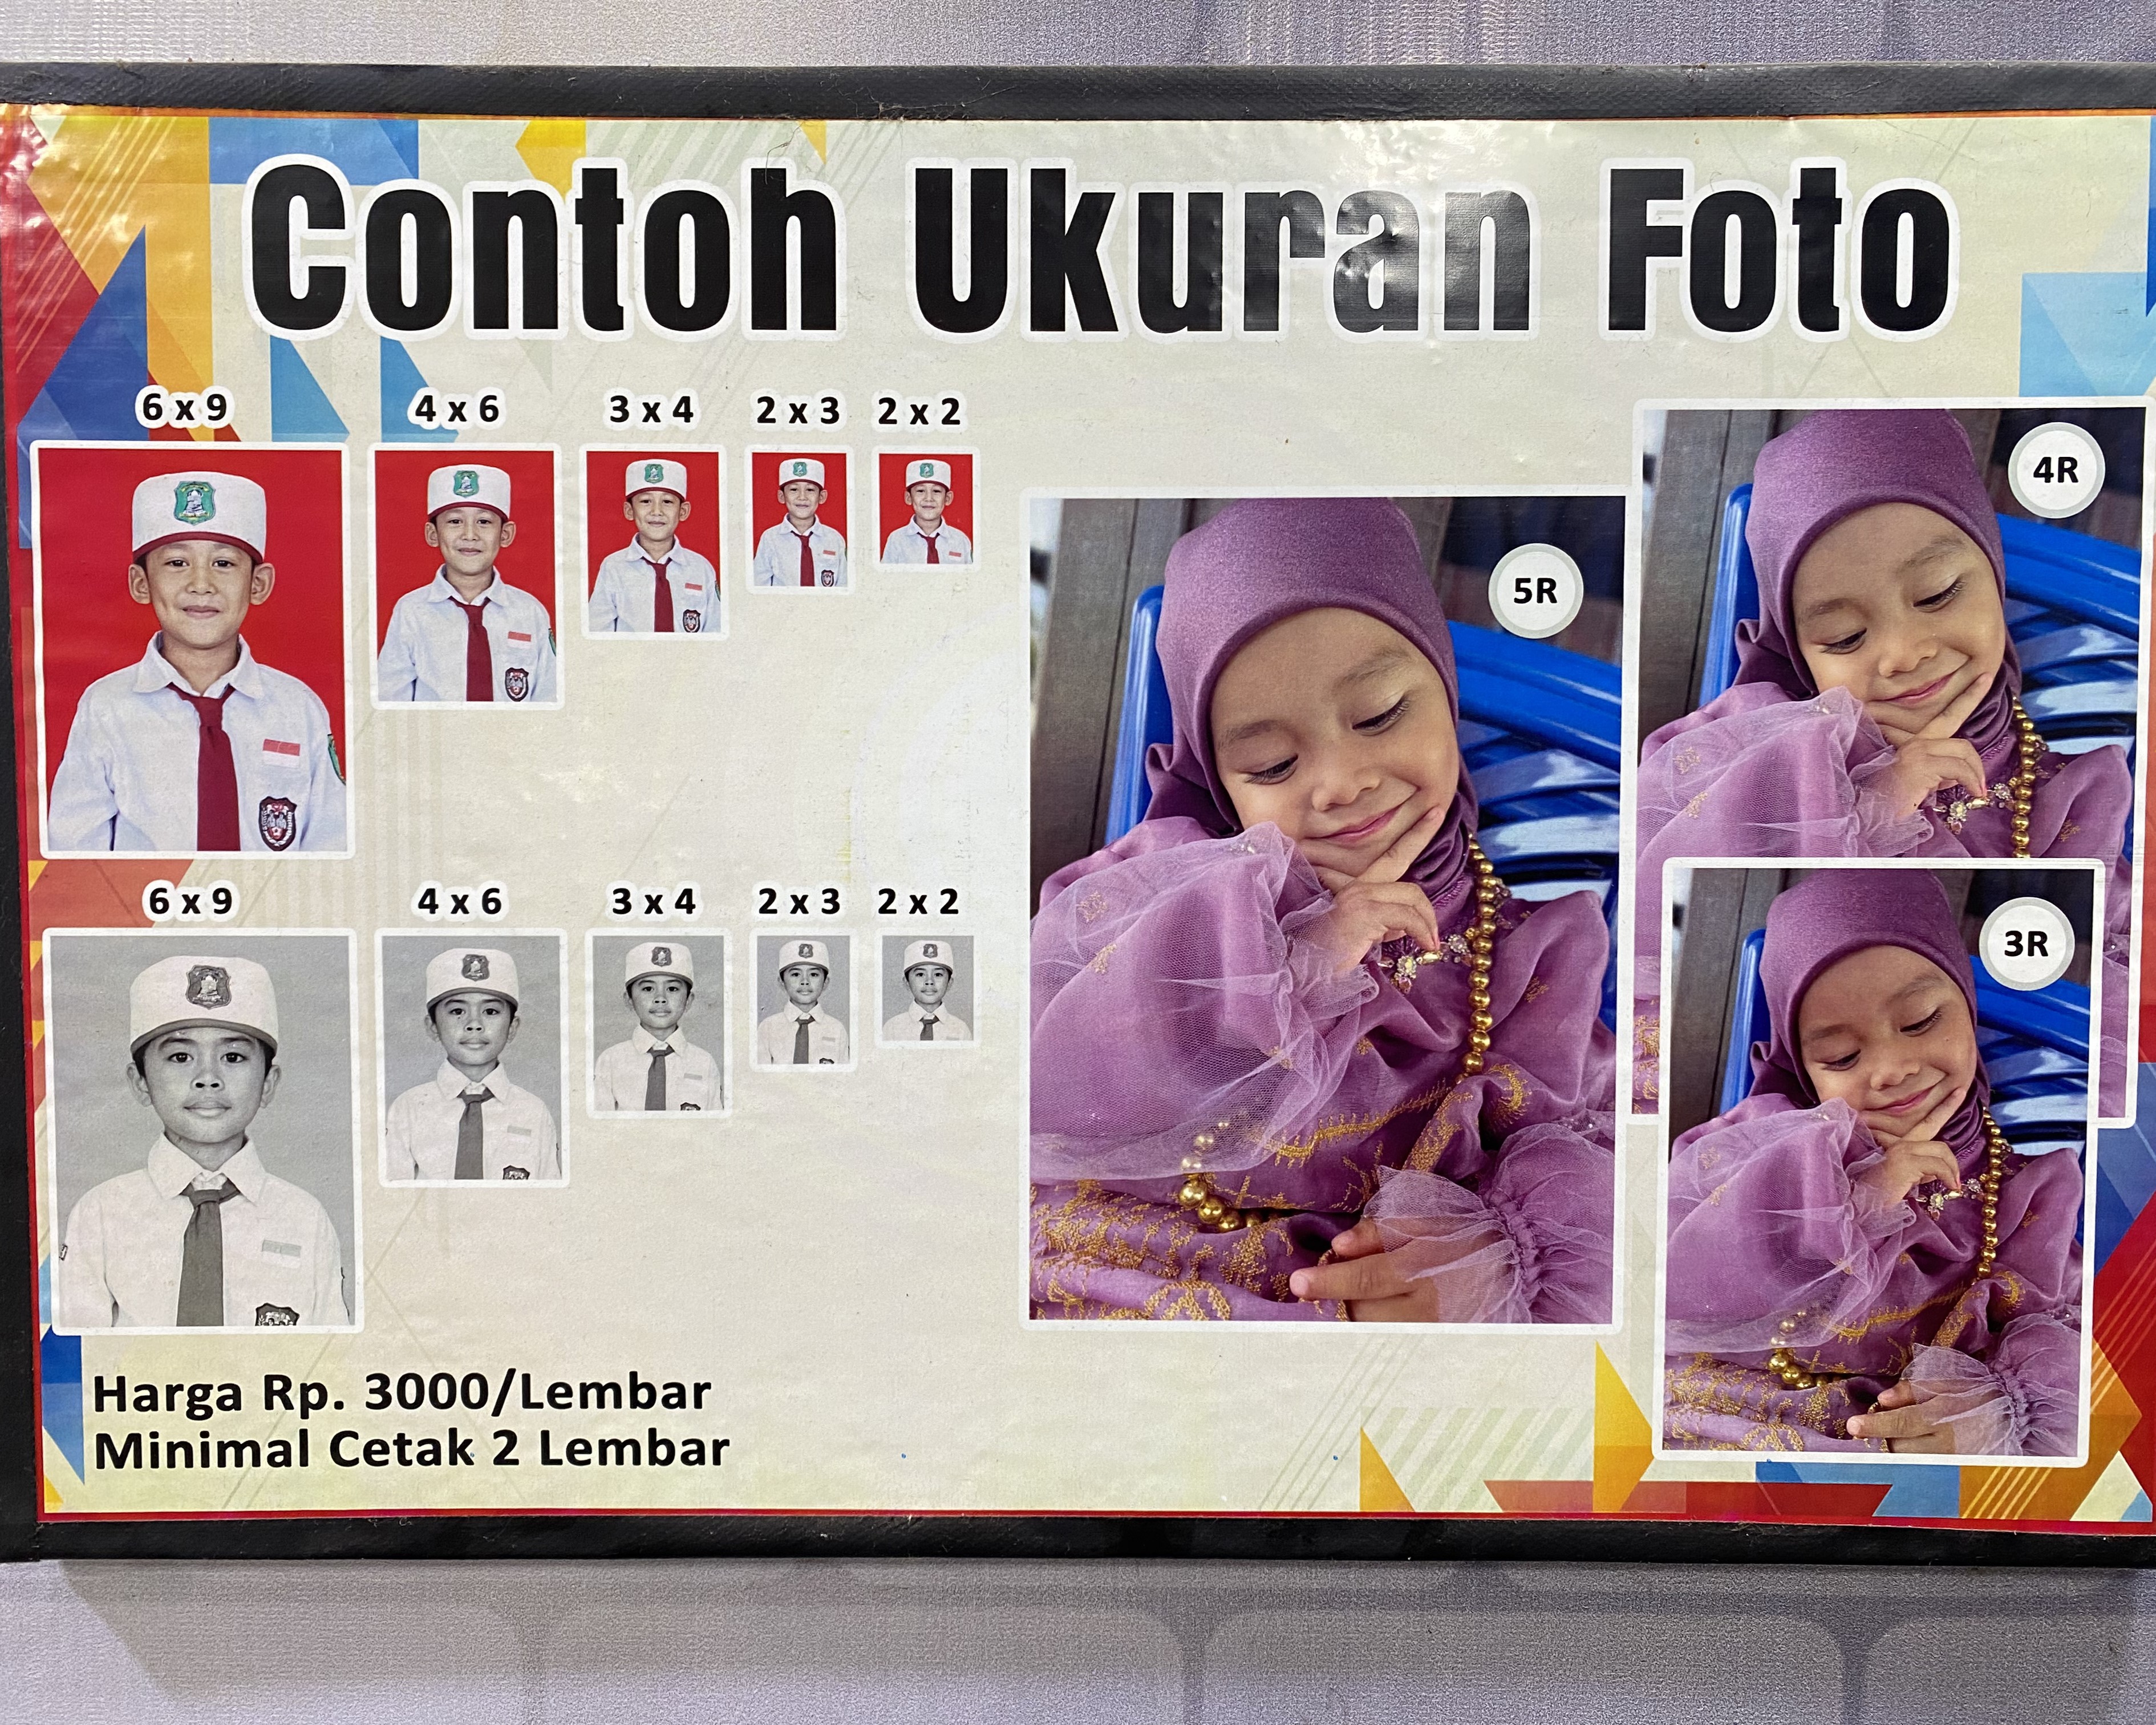 Contoh Ukuran Foto
6 x 9 4 x 6 3 x 4 2 x 3 2 x 2
6 x 9 4 x 6 3 x 4 2 x 3 2 x 2
5R
4R
3R
Harga Rp. 3000/Lembar
Minimal Cetak 2 Lembar